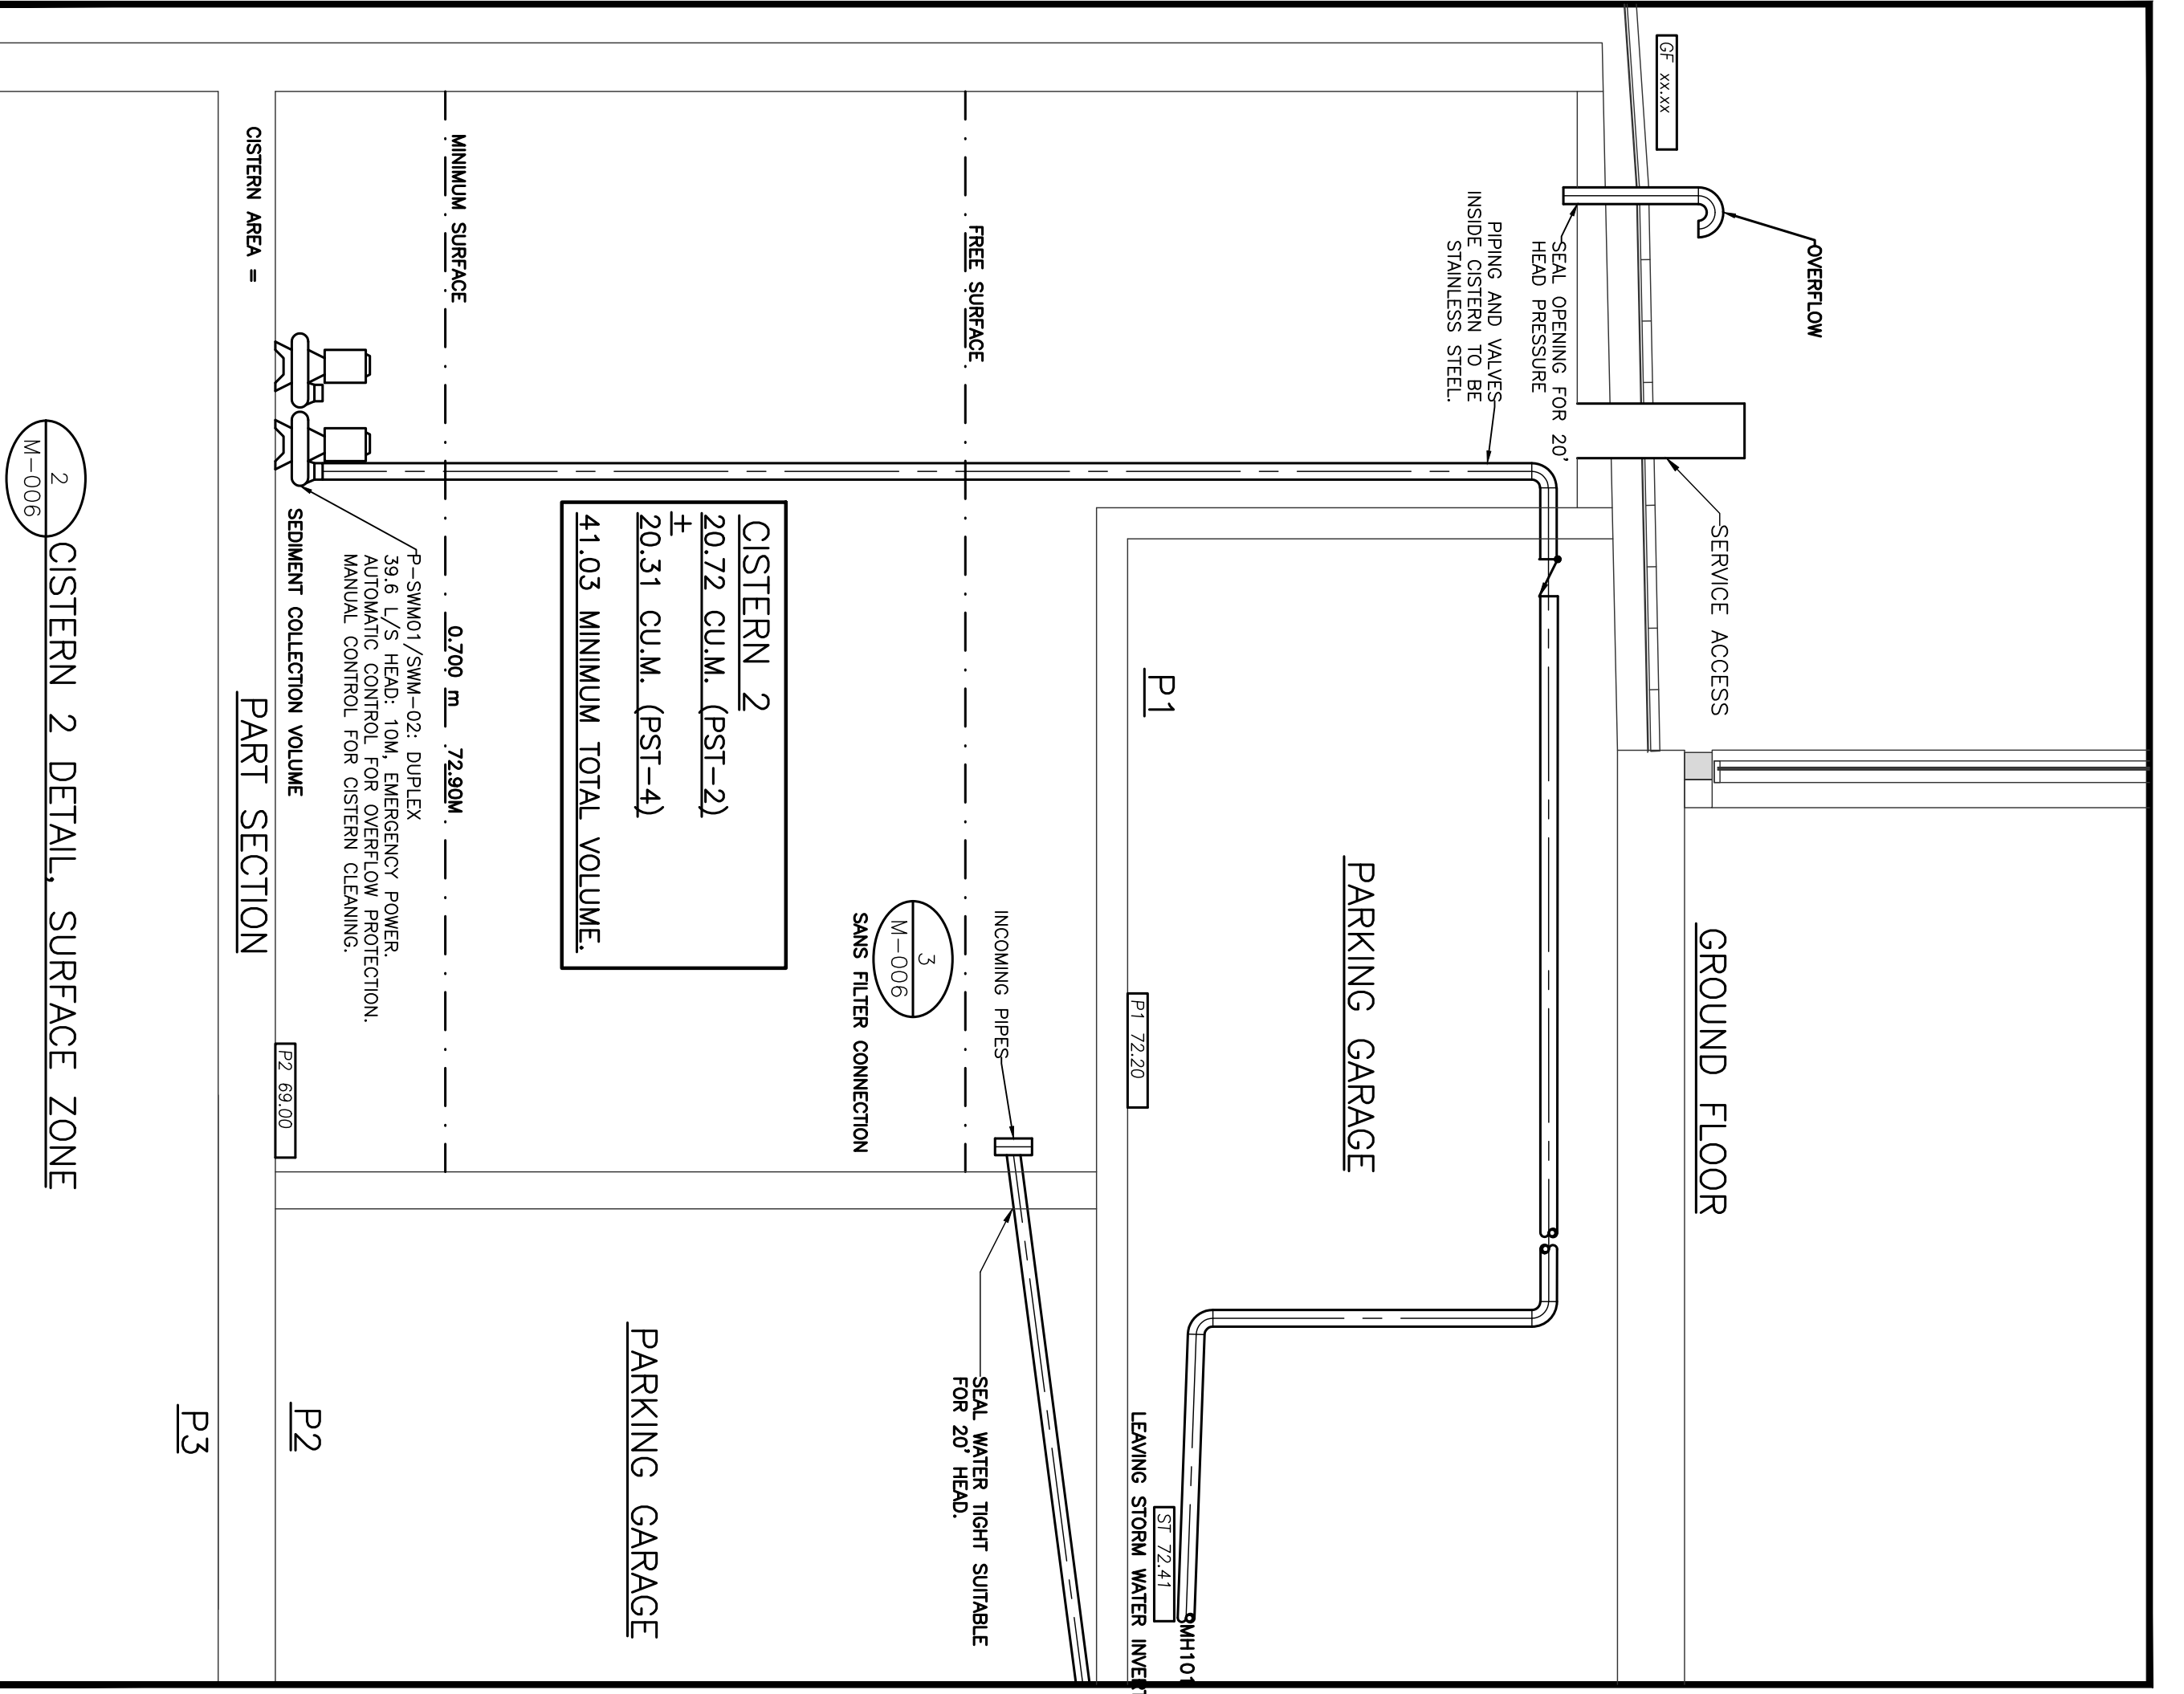 OVERFLOW
GF xx.xx
SERVICE ACCESS
GROUND FLOOR
SEAL OPENING FOR 20'
HEAD PRESSURE
PIPING AND VALVES
INSIDE CISTERN TO BE
STAINLESS STEEL.
PARKING GARAGE
P1
MH101
ST 72.41
LEAVING STORM WATER INVERT
P1 72.20
INCOMING PIPES
FREE SURFACE
SEAL WATER TIGHT SUITABLE
FOR 20' HEAD.
3
M-006
SANS FILTER CONNECTION
CISTERN 2
20.72 CU.M. (PST-2)
+
20.31 CU.M. (PST-4)
41.03 MINIMUM TOTAL VOLUME.
PARKING GARAGE
MINIMUM SURFACE
0.700 m 72.90M
P-SWM01/SWM-02: DUPLEX
39.6 L/S HEAD: 10M, EMERGENCY POWER.
AUTOMATIC CONTROL FOR OVERFLOW PROTECTION.
MANUAL CONTROL FOR CISTERN CLEANING.
SEDIMENT COLLECTION VOLUME
P2 69.00
P2
CISTERN AREA =
PART SECTION
P3
2
M-006
CISTERN 2 DETAIL, SURFACE ZONE